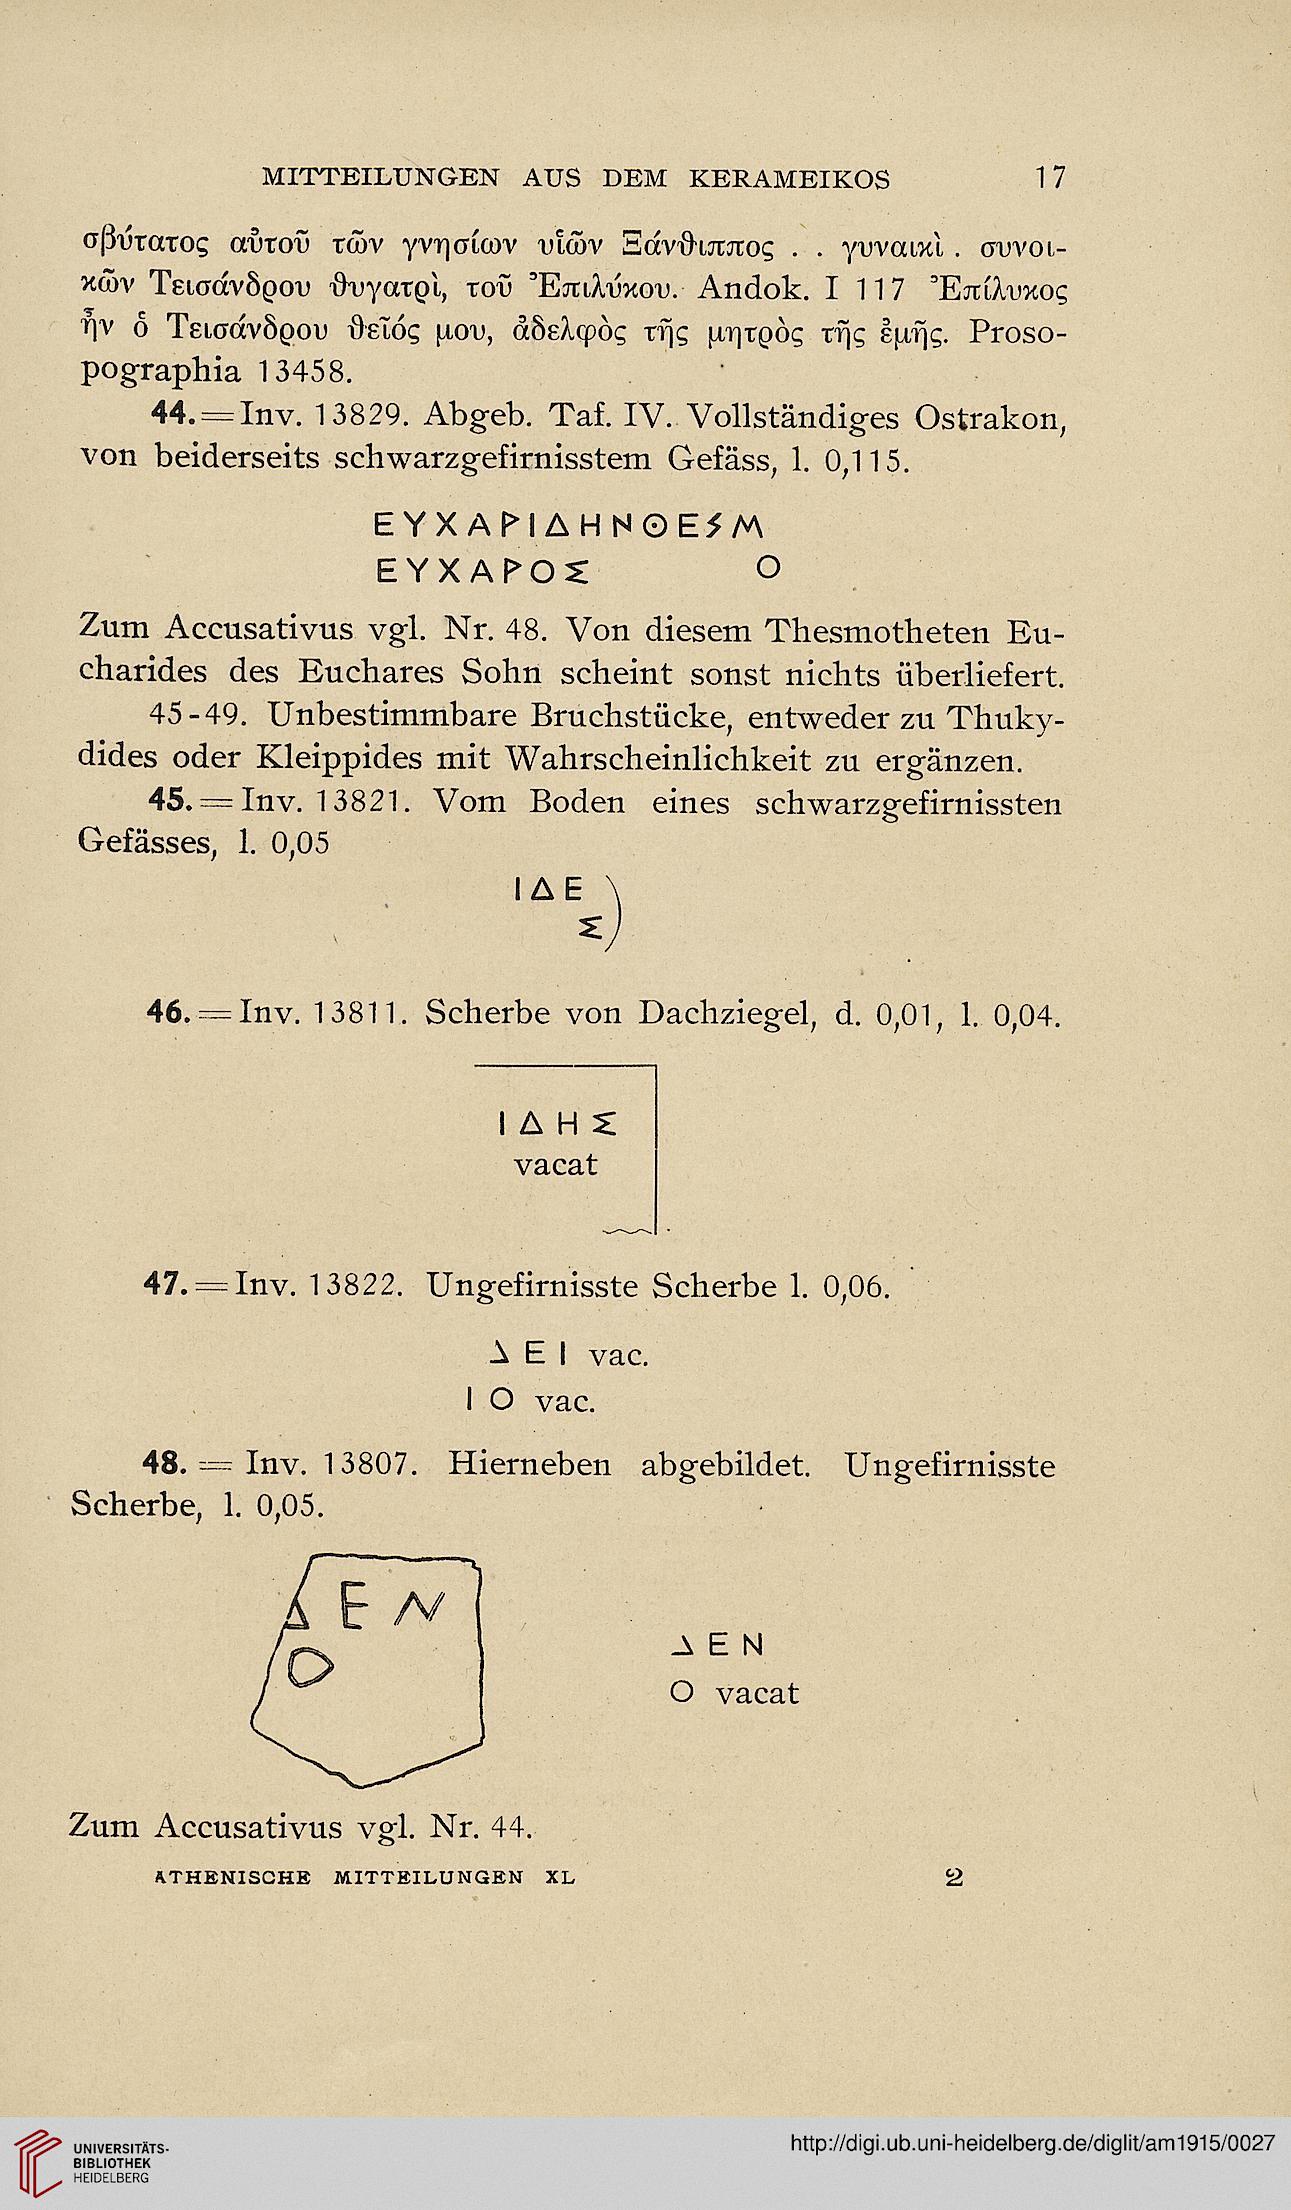 MITTEILUNGEN AUS DEM KERAMEIKOS 17
σβύτατος αὐτοῦ τῶν γνησίων υἱῶν Ξάνθιππος . . γυναικὶ. συνοι-
κῶν Τεισάνδρου θυγατρὶ, τοῦ Ἐπιλύκου. Andok. I 117 Ἐπίλυκος
ἦν ὁ Τεισάνδρου θεῖός μου, ἀδελφὸς τῆς μητρὸς τῆς ἐμῆς. Proso-
pographia 13458.
44. = Inv. 13829. Abgeb. Taf. IV. Vollständiges Ostrakon,
von beiderseits schwarzgefirnisstem Gefäss, l. 0,115.
ΕΥΧΑΡΙΔΗΝΘΕΣΜ
ΕΥΧΑΡΟΣ Ο
Zum Accusativus vgl. Nr. 48. Von diesem Thesmotheten Eu-
charides des Euchares Sohn scheint sonst nichts überliefert.
45-49. Unbestimmbare Bruchstücke, entweder zu Thuky-
dides oder Kleippides mit Wahrscheinlichkeit zu ergänzen.
45. = Inv. 13821. Vom Boden eines schwarzgefirnissten
Gefässes, l. 0,05
ΙΔΕ
Σ
46. = Inv. 13811. Scherbe von Dachziegel, d. 0,01, l. 0,04.
ΙΔΗΣ
vacat
47. = Inv. 13822. Ungefirnisste Scherbe l. 0,06.
ΔΕΙ vac.
ΙΟ vac.
48. = Inv. 13807. Hierneben abgebildet. Ungefirnisste
Scherbe, l. 0,05.
ΔΕΝ
Ο
ΔΕΝ
Ο vacat
Zum Accusativus vgl. Nr. 44.
ATHENISCHE MITTEILUNGEN XL 2
UNIVERSITÄTS-
BIBLIOTHEK
HEIDELBERG
http://digi.ub.uni-heidelberg.de/diglit/am1915/0027